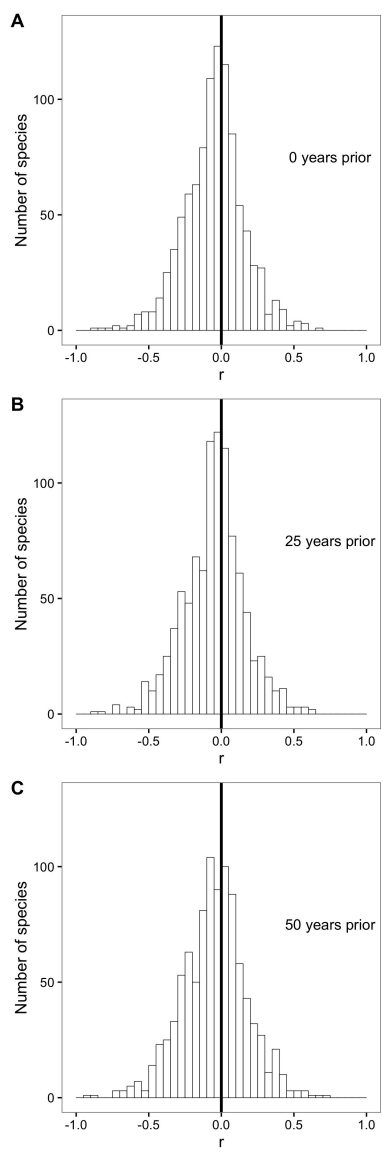 A
Number of species
100
50
0
0 years prior
-1.0 -0.5 0.0 0.5 1.0
r
B
Number of species
100
50
0
25 years prior
-1.0 -0.5 0.0 0.5 1.0
r
C
Number of species
100
50
0
50 years prior
-1.0 -0.5 0.0 0.5 1.0
r